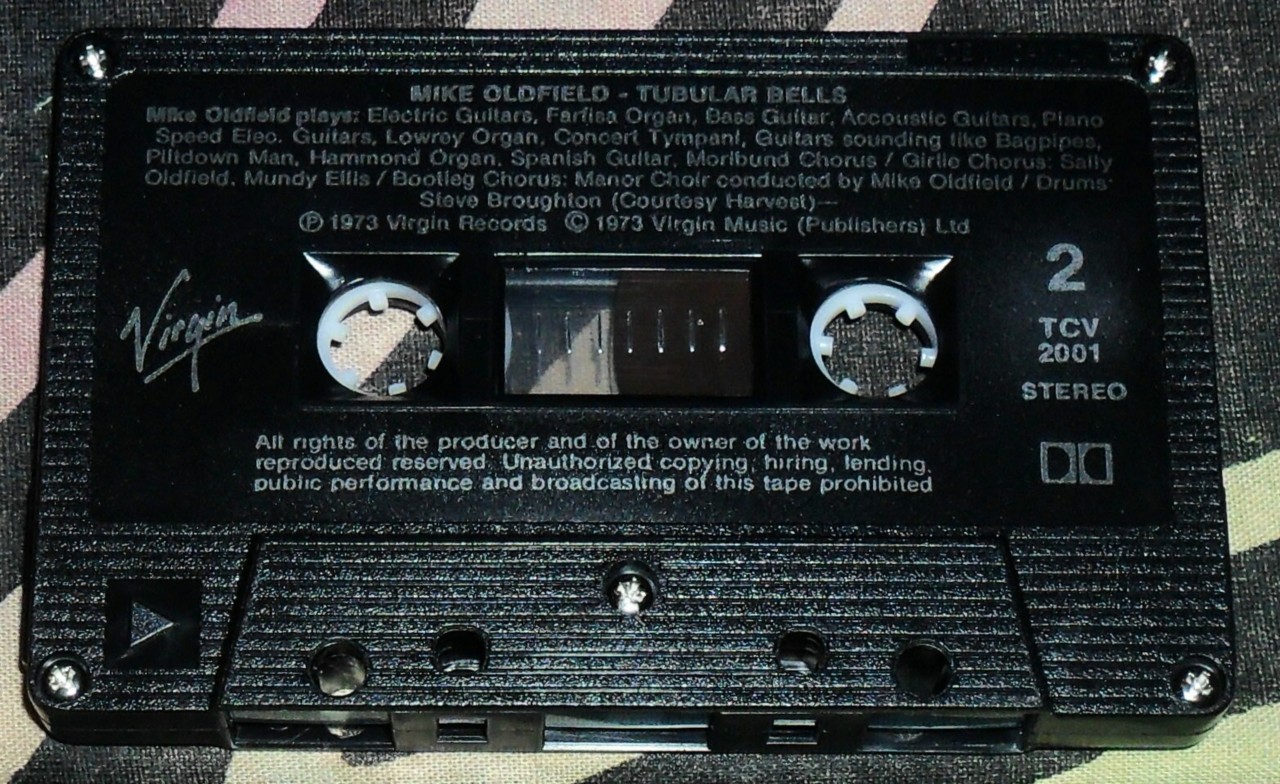 MIKE OLDFIELD - TUBULAR BELLS
Mike Oldfield plays: Electric Guitars, Farfisa Organ, Bass Guitar, Accoustic Guitars, Piano
Speed Elec. Guitars, Lowrey Organ, Concert Tympani, Guitars sounding like Bagpipes,
Piltdown Man, Hammond Organ, Spanish Guitar, Moribund Chorus / Girlie Chorus: Sally
Oldfield. Mundy Ellis / Bootleg Chorus: Manor Choir conducted by Mike Oldfield / Drums:
Steve Broughton (Courtesy Harvest)—
℗ 1973 Virgin Records © 1973 Virgin Music (Publishers) Ltd
Virgin
2
TCV
2001
STEREO
All rights of the producer and of the owner of the work
reproduced reserved. Unauthorized copying, hiring, lending,
public performance and broadcasting of this tape prohibited